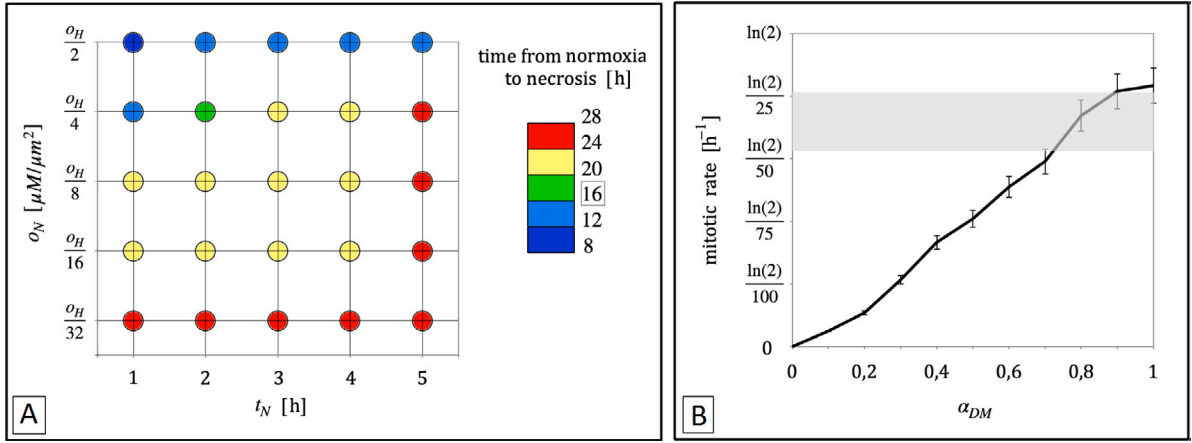 o_H
2
o_H
4
o_H
8
o_H
16
o_H
32
o_N [μM/μm²]
1 2 3 4 5
t_N [h]
time from normoxia
to necrosis [h]
28
24
20
16
12
8
A
ln(2)
ln(2)
25
ln(2)
50
ln(2)
75
ln(2)
100
0
mitotic rate [h⁻¹]
0 0,2 0,4 0,6 0,8 1
α_DM
B